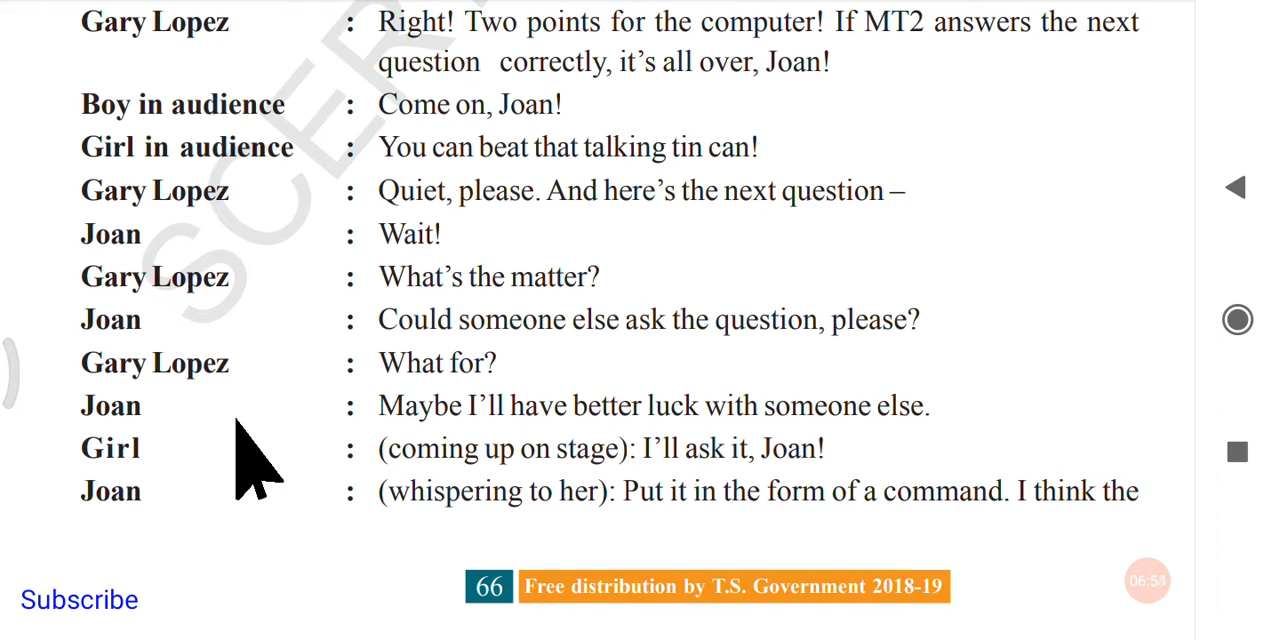 Gary Lopez : Right! Two points for the computer! If MT2 answers the next
question correctly, it's all over, Joan!
Boy in audience : Come on, Joan!
Girl in audience : You can beat that talking tin can!
Gary Lopez : Quiet, please. And here's the next question –
Joan : Wait!
Gary Lopez : What's the matter?
Joan : Could someone else ask the question, please?
Gary Lopez : What for?
Joan : Maybe I'll have better luck with someone else.
Girl : (coming up on stage): I'll ask it, Joan!
Joan : (whispering to her): Put it in the form of a command. I think the
66 Free distribution by T.S. Government 2018-19
06:54
Subscribe
SCER